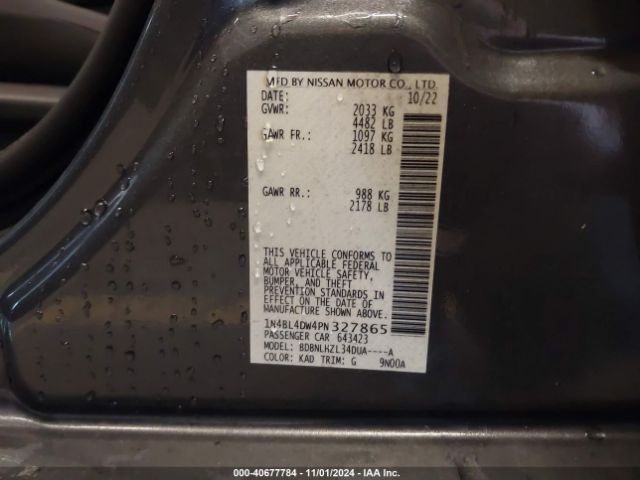 MFD BY NISSAN MOTOR CO., LTD.
DATE: 10/22
GVWR: 2033 KG
4482 LB
GAWR FR.: 1097 KG
2418 LB
GAWR RR.: 988 KG
2178 LB
THIS VEHICLE CONFORMS TO
ALL APPLICABLE FEDERAL
MOTOR VEHICLE SAFETY,
BUMPER, AND THEFT
PREVENTION STANDARDS IN
EFFECT ON THE DATE OF
MANUFACTURE SHOWN ABOVE.
1N4BL4DW4PN327865
PASSENGER CAR 643423
MODEL: BDBNLHZL34DUA----A
COLOR: KAD TRIM: G 9N00A
000-40677784 - 11/01/2024 - IAA Inc.